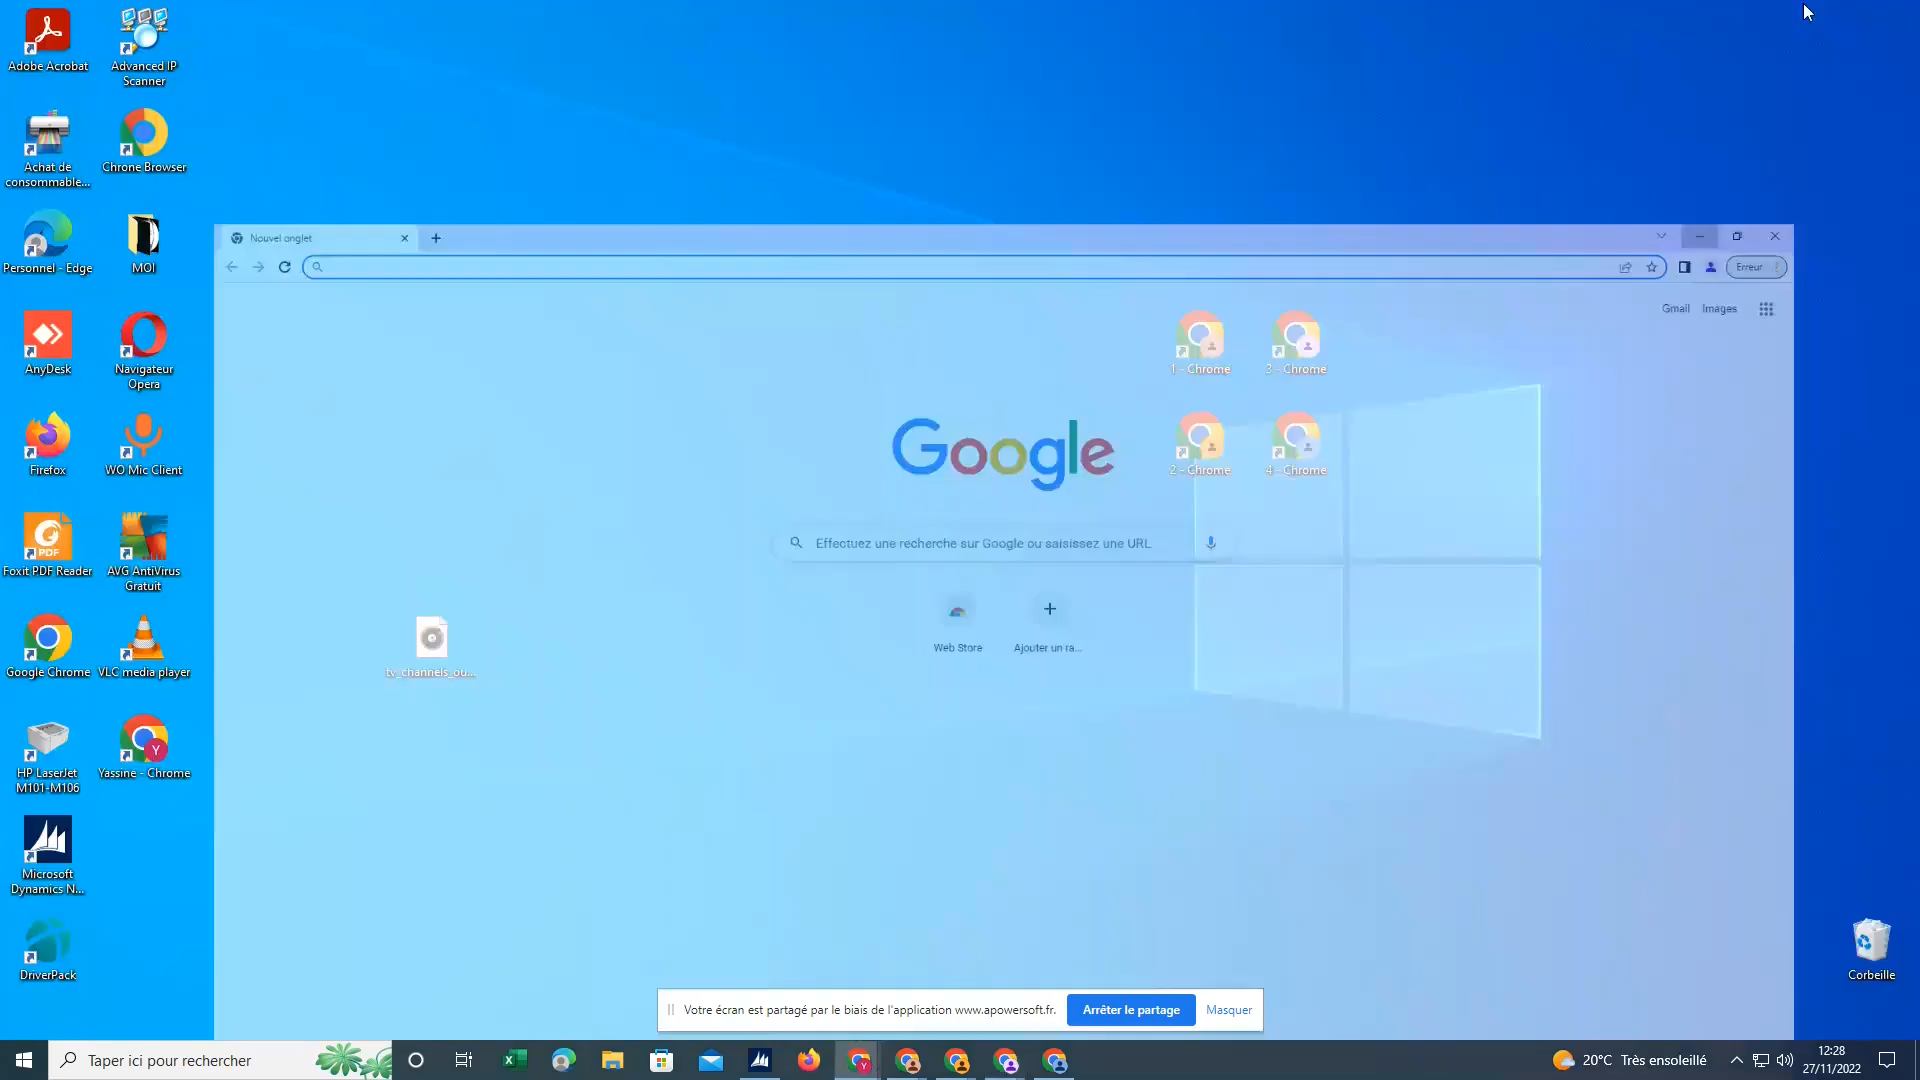 Adobe Acrobat
Advanced IP
Scanner
Achat de
consommable...
Chrone Browser
Personnel - Edge
MOI
AnyDesk
Navigateur
Opera
Firefox
WO Mic Client
Foxit PDF Reader
AVG AntiVirus
Gratuit
Google Chrome
VLC media player
HP LaserJet
M101-M106
Yassine - Chrome
Microsoft
Dynamics N...
DriverPack
Nouvel onglet
Erreur
Gmail
Images
1 - Chrome
3 - Chrome
Google
2 - Chrome
4 - Chrome
Effectuez une recherche sur Google ou saisissez une URL
Web Store
Ajouter un ra...
tv_channels_ou...
Corbeille
Votre écran est partagé par le biais de l'application www.apowersoft.fr.
Arrêter le partage
Masquer
Taper ici pour rechercher
20°C Très ensoleillé
12:28
27/11/2022